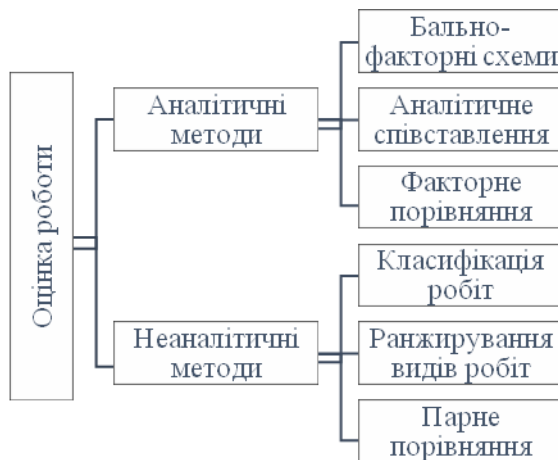 Оцінка роботи
Аналітичні
методи
Бально-
факторні схеми
Аналітичне
співставлення
Факторне
порівняння
Неаналітичні
методи
Класифікація
робіт
Ранжирування
видів робіт
Парне
порівняння